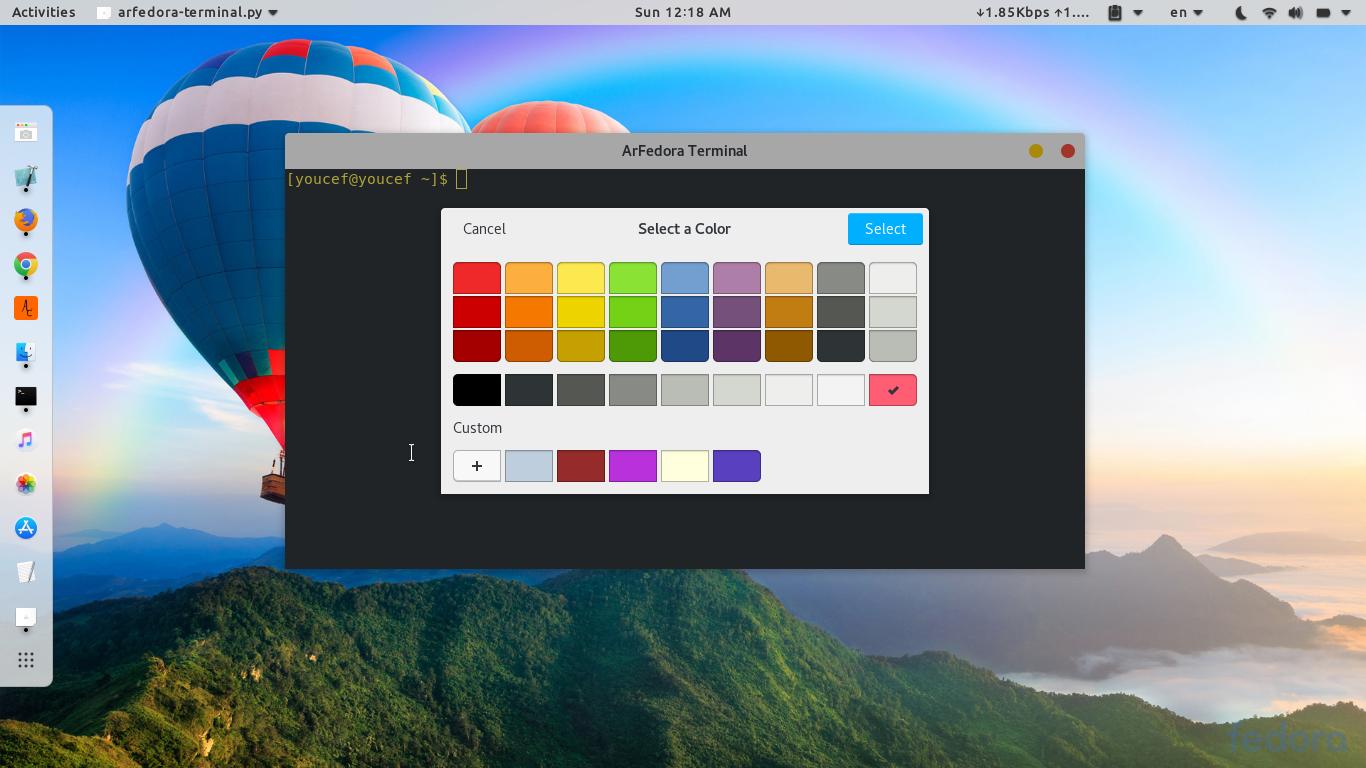 Activities
arfedora-terminal.py
Sun 12:18 AM
↓1.85Kbps ↑1....
en
ArFedora Terminal
[youcef@youcef ~]$
Cancel
Select a Color
Select
Custom
+
fedora